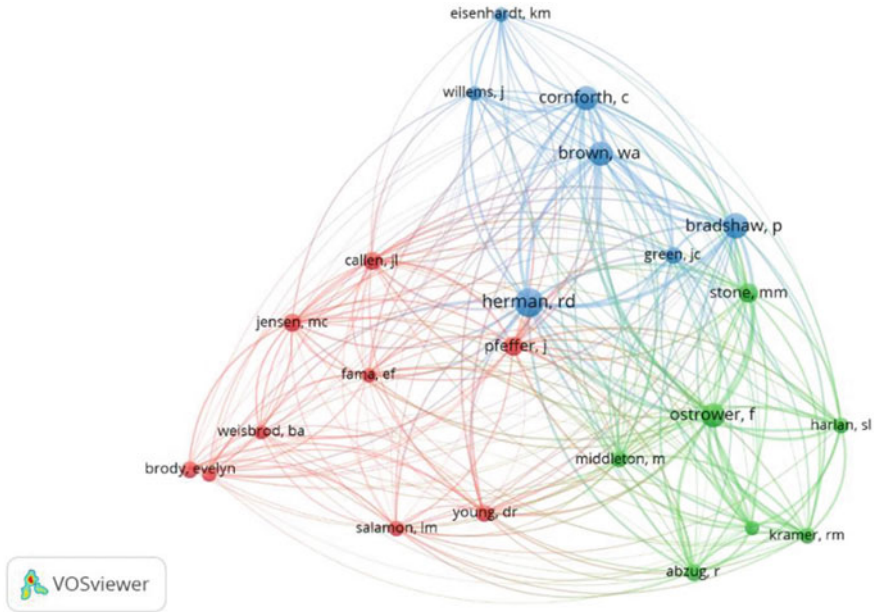 eisenhardt, km
willems, j
cornforth, c
brown, wa
bradshaw, p
green, jc
callen, jl
stone, mm
herman, rd
jensen, mc
pfeffer, j
fama, ef
ostrower, f
harlan, sl
weisbrod, ba
middleton, m
brody, evelyn
young, dr
salamon, lm
kramer, rm
abzug, r
VOSviewer